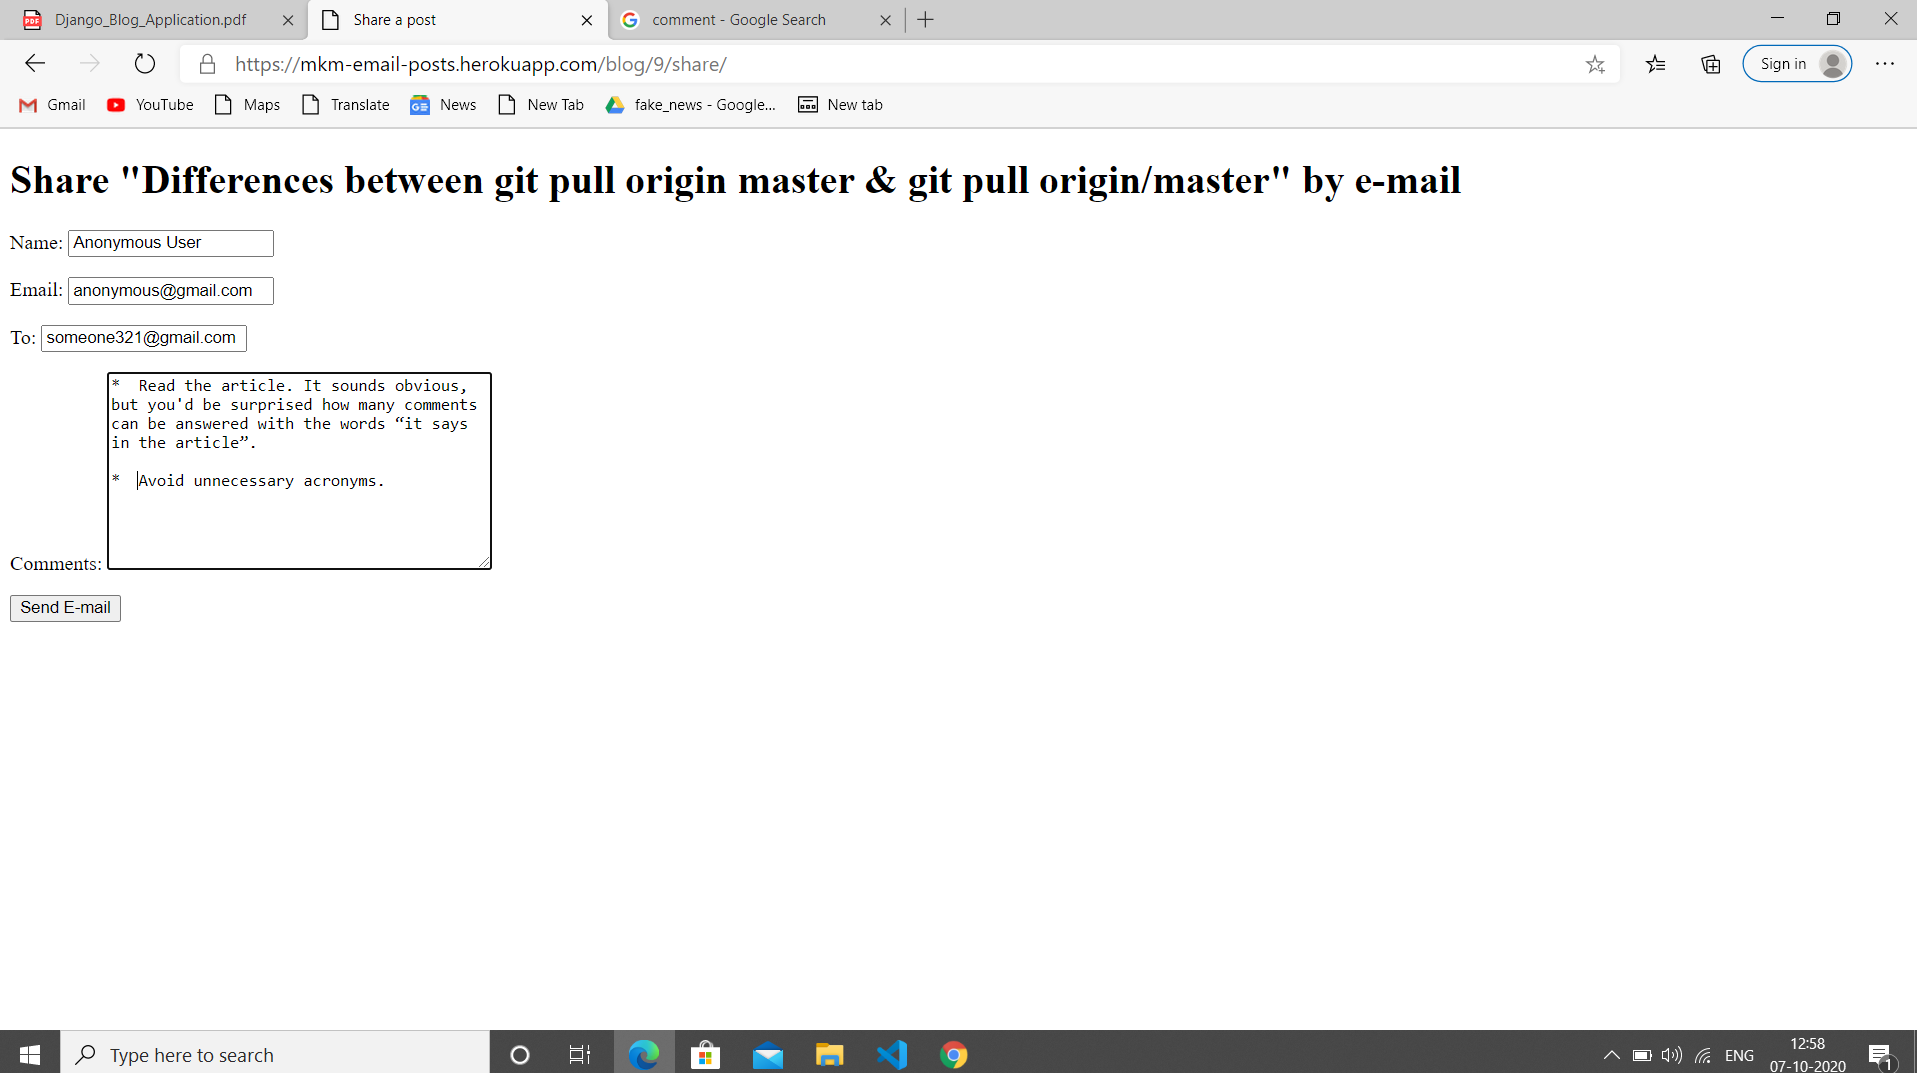 Django_Blog_Application.pdf
Share a post
comment - Google Search
https://mkm-email-posts.herokuapp.com/blog/9/share/
Sign in
Gmail
YouTube
Maps
Translate
News
New Tab
fake_news - Google...
New tab
Share "Differences between git pull origin master & git pull origin/master" by e-mail
Name: Anonymous User
Email: anonymous@gmail.com
To: someone321@gmail.com
*  Read the article. It sounds obvious,
but you'd be surprised how many comments
can be answered with the words “it says
in the article”.
*  Avoid unnecessary acronyms.
Comments:
Send E-mail
Type here to search
ENG
12:58
07-10-2020
1